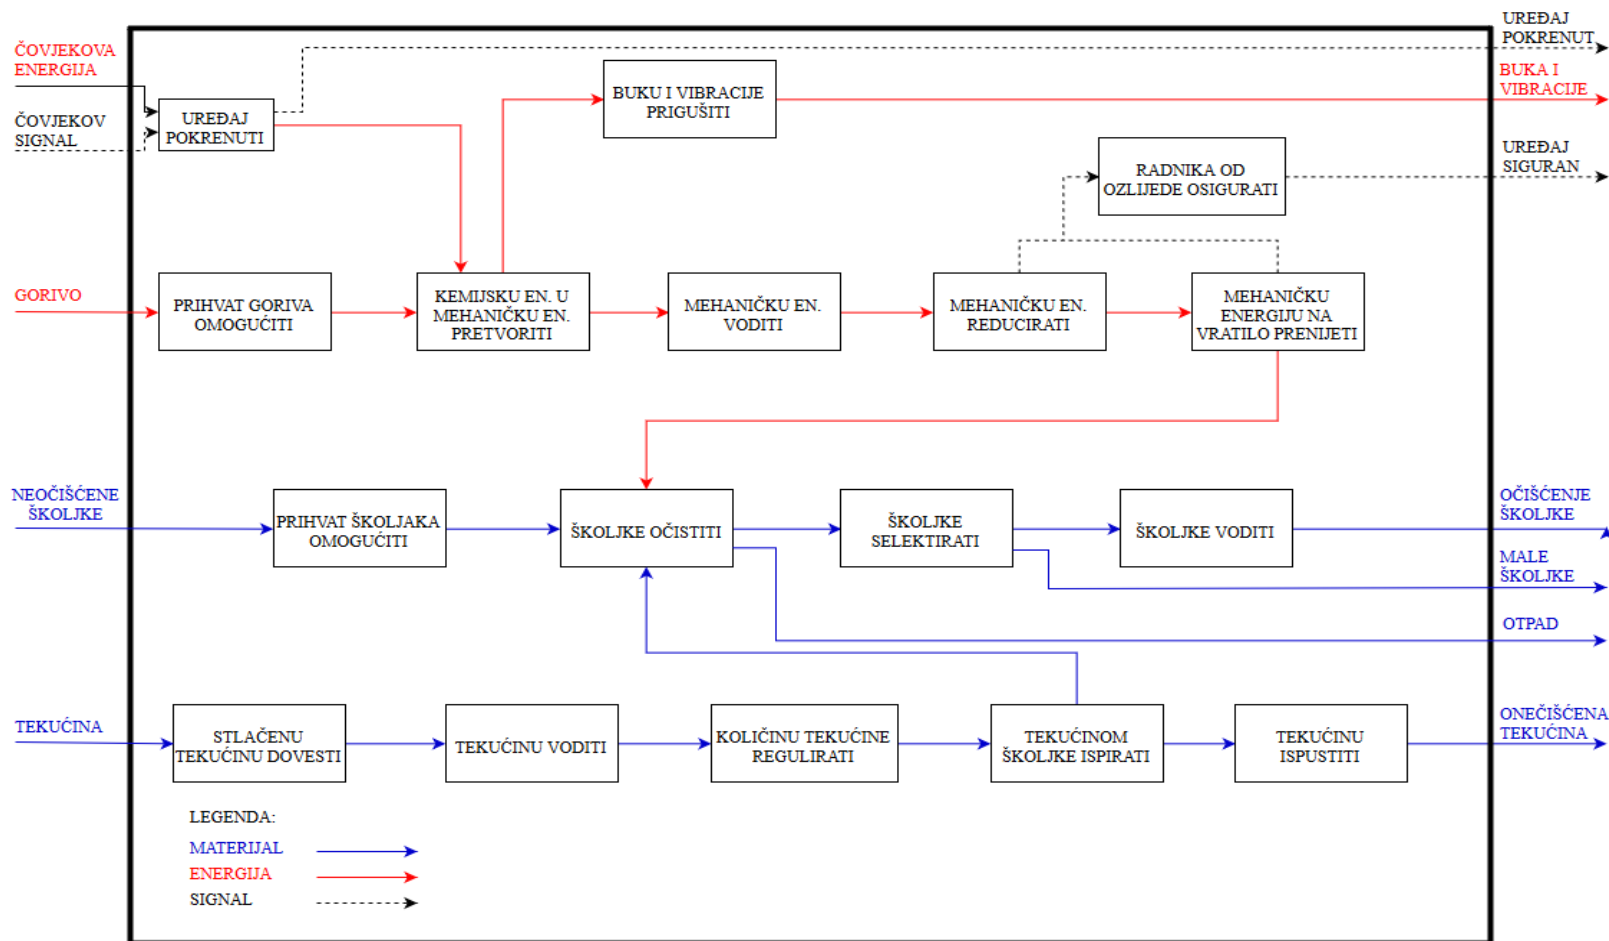 UREĐAJ
POKRENUT
ČOVJEKOVA
ENERGIJA
BUKA I
VIBRACIJE
BUKU I VIBRACIJE
PRIGUŠITI
ČOVJEKOV
SIGNAL
UREĐAJ
POKRENUTI
UREĐAJ
SIGURAN
RADNIKA OD
OZLIJEDE OSIGURATI
GORIVO
PRIHVAT GORIVA
OMOGUĆITI
KEMIJSKU EN. U
MEHANIČKU EN.
PRETVORITI
MEHANIČKU EN.
VODITI
MEHANIČKU EN.
REDUCIRATI
MEHANIČKU
ENERGIJU NA
VRATILO PRENIJETI
NEOČIŠĆENE
ŠKOLJKE
PRIHVAT ŠKOLJAKA
OMOGUĆITI
ŠKOLJKE OČISTITI
ŠKOLJKE
SELEKTIRATI
ŠKOLJKE VODITI
OČIŠĆENJE
ŠKOLJKE
MALE
ŠKOLJKE
OTPAD
TEKUĆINA
STLAČENU
TEKUĆINU DOVESTI
TEKUĆINU VODITI
KOLIČINU TEKUĆINE
REGULIRATI
TEKUĆINOM
ŠKOLJKE ISPIRATI
TEKUĆINU
ISPUSTITI
ONEČIŠĆENA
TEKUĆINA
LEGENDA:
MATERIJAL
ENERGIJA
SIGNAL